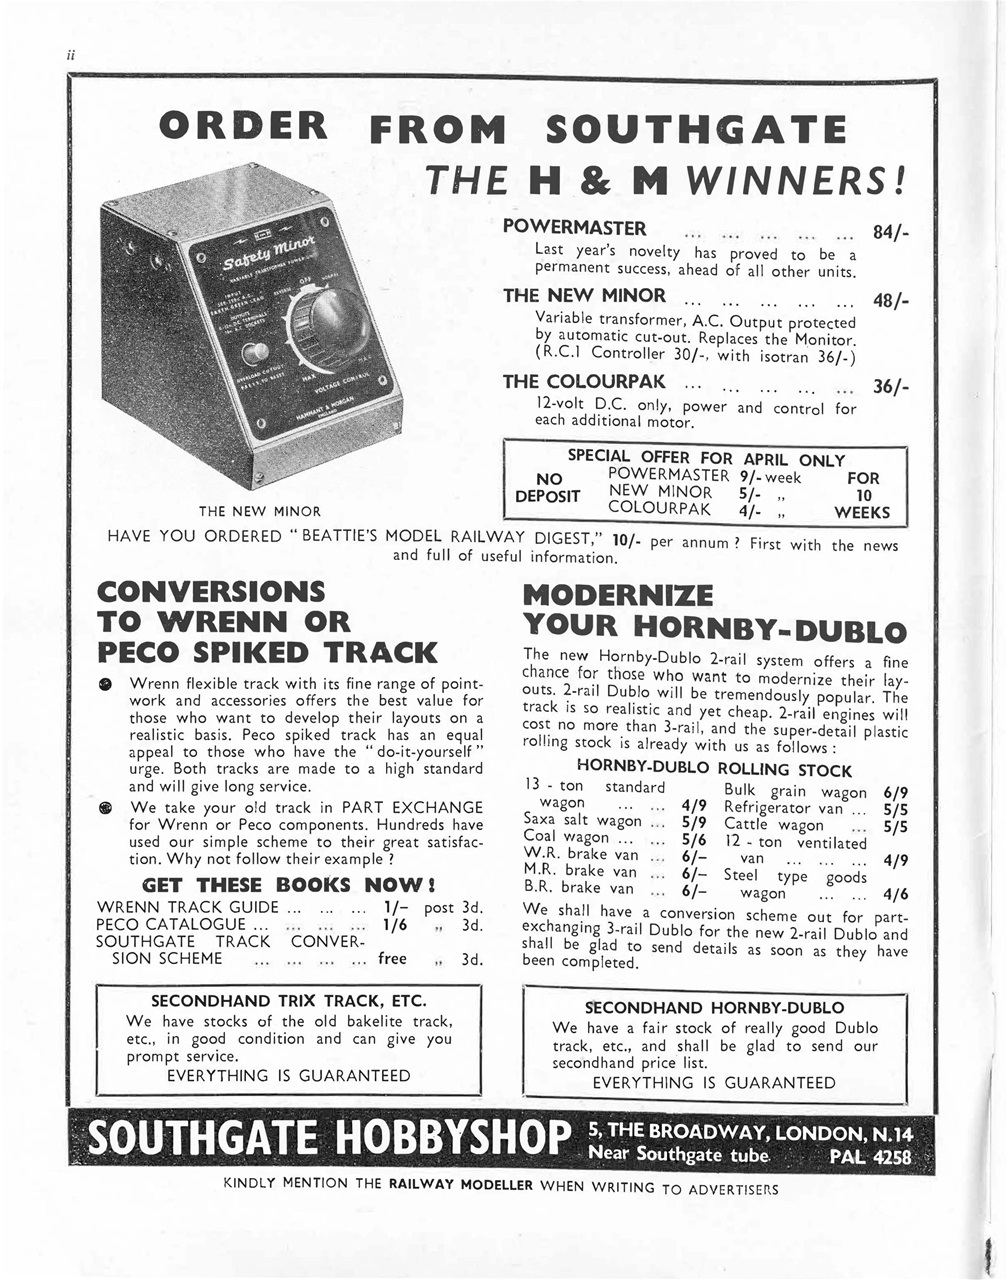 ii
ORDER FROM SOUTHGATE
THE H & M WINNERS!
Safety Minor
VARIABLE TRANSFORMER POWER
INPUT
EARTH GREEN LEAD
OUTPUTS
OFF
REVERSE
NORMAL
OVERLOAD CUTOUT
PRESS TO RESET
MAX
MAX
VOLTAGE CONTROL
HAMMANT & MORGAN
ENGLAND
THE NEW MINOR
POWERMASTER ... ... ... ... ... 84/-
Last year's novelty has proved to be a
permanent success, ahead of all other units.
THE NEW MINOR ... ... ... ... ... 48/-
Variable transformer, A.C. Output protected
by automatic cut-out. Replaces the Monitor.
(R.C.1 Controller 30/-, with isotran 36/-)
THE COLOURPAK ... ... ... ... ... 36/-
12-volt D.C. only, power and control for
each additional motor.
SPECIAL OFFER FOR APRIL ONLY
NO DEPOSIT
POWERMASTER 9/- week
NEW MINOR 5/- „
COLOURPAK 4/- „
FOR
10
WEEKS
HAVE YOU ORDERED "BEATTIE'S MODEL RAILWAY DIGEST," 10/- per annum? First with the news
and full of useful information.
CONVERSIONS
TO WRENN OR
PECO SPIKED TRACK
● Wrenn flexible track with its fine range of point-
work and accessories offers the best value for
those who want to develop their layouts on a
realistic basis. Peco spiked track has an equal
appeal to those who have the "do-it-yourself"
urge. Both tracks are made to a high standard
and will give long service.
● We take your old track in PART EXCHANGE
for Wrenn or Peco components. Hundreds have
used our simple scheme to their great satisfac-
tion. Why not follow their example?
GET THESE BOOKS NOW!
WRENN TRACK GUIDE ... ... ... 1/- post 3d.
PECO CATALOGUE ... ... ... ... 1/6 „ 3d.
SOUTHGATE TRACK CONVER-
SION SCHEME ... ... ... ... free „ 3d.
SECONDHAND TRIX TRACK, ETC.
We have stocks of the old bakelite track,
etc., in good condition and can give you
prompt service.
EVERYTHING IS GUARANTEED
MODERNIZE
YOUR HORNBY-DUBLO
The new Hornby-Dublo 2-rail system offers a fine
chance for those who want to modernize their lay-
outs. 2-rail Dublo will be tremendously popular. The
track is so realistic and yet cheap. 2-rail engines will
cost no more than 3-rail, and the super-detail plastic
rolling stock is already with us as follows :
HORNBY-DUBLO ROLLING STOCK
13 - ton standard
wagon ... ... 4/9
Saxa salt wagon ... 5/9
Coal wagon ... ... 5/6
W.R. brake van ... 6/-
M.R. brake van ... 6/-
B.R. brake van ... 6/-
Bulk grain wagon 6/9
Refrigerator van ... 5/5
Cattle wagon ... 5/5
12 - ton ventilated
van ... ... ... 4/9
Steel type goods
wagon ... ... 4/6
We shall have a conversion scheme out for part-
exchanging 3-rail Dublo for the new 2-rail Dublo and
shall be glad to send details as soon as they have
been completed.
SECONDHAND HORNBY-DUBLO
We have a fair stock of really good Dublo
track, etc., and shall be glad to send our
secondhand price list.
EVERYTHING IS GUARANTEED
SOUTHGATE HOBBYSHOP
5, THE BROADWAY, LONDON, N.14
Near Southgate tube. PAL 4258
KINDLY MENTION THE RAILWAY MODELLER WHEN WRITING TO ADVERTISERS